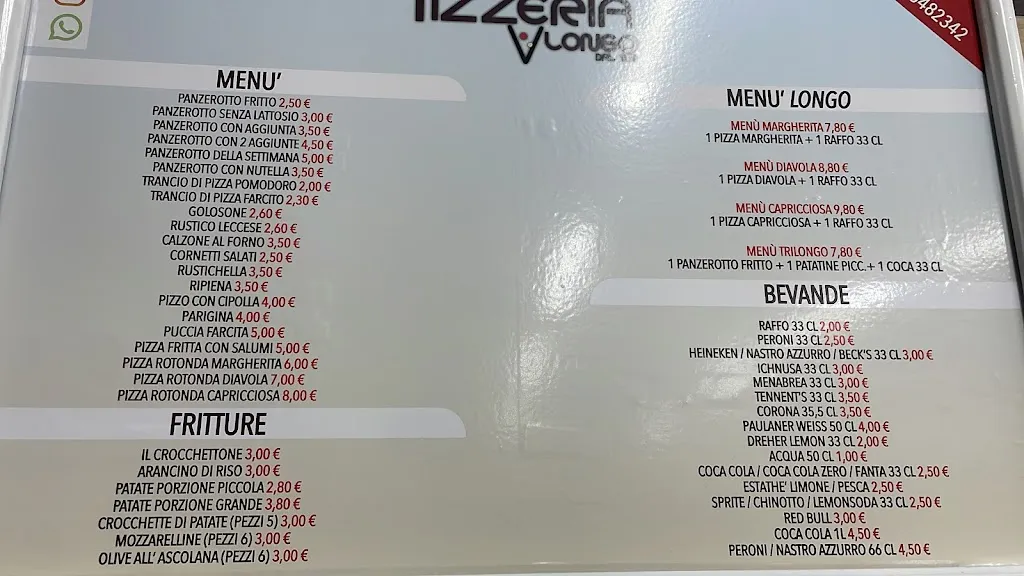 PIZZERIA
LONGO
482342
MENU'
PANZEROTTO FRITTO 2,50 €
PANZEROTTO SENZA LATTOSIO 3,00 €
PANZEROTTO CON AGGIUNTA 3,50 €
PANZEROTTO CON 2 AGGIUNTE 4,50 €
PANZEROTTO DELLA SETTIMANA 5,00 €
PANZEROTTO CON NUTELLA 3,50 €
TRANCIO DI PIZZA POMODORO 2,00 €
TRANCIO DI PIZZA FARCITO 2,30 €
GOLOSONE 2,60 €
RUSTICO LECCESE 2,60 €
CALZONE AL FORNO 3,50 €
CORNETTI SALATI 2,50 €
RUSTICHELLA 3,50 €
RIPIENA 3,50 €
PIZZO CON CIPOLLA 4,00 €
PARIGINA 4,00 €
PUCCIA FARCITA 5,00 €
PIZZA FRITTA CON SALUMI 5,00 €
PIZZA ROTONDA MARGHERITA 6,00 €
PIZZA ROTONDA DIAVOLA 7,00 €
PIZZA ROTONDA CAPRICCIOSA 8,00 €
FRITTURE
IL CROCCHETTONE 3,00 €
ARANCINO DI RISO 3,00 €
PATATE PORZIONE PICCOLA 2,80 €
PATATE PORZIONE GRANDE 3,80 €
CROCCHETTE DI PATATE (PEZZI 5) 3,00 €
MOZZARELLINE (PEZZI 6) 3,00 €
OLIVE ALL' ASCOLANA (PEZZI 6) 3,00 €
MENU' LONGO
MENÙ MARGHERITA 7,80 €
1 PIZZA MARGHERITA + 1 RAFFO 33 CL
MENÙ DIAVOLA 8,80 €
1 PIZZA DIAVOLA + 1 RAFFO 33 CL
MENÙ CAPRICCIOSA 9,80 €
1 PIZZA CAPRICCIOSA + 1 RAFFO 33 CL
MENÙ TRILONGO 7,80 €
1 PANZEROTTO FRITTO + 1 PATATINE PICC.+ 1 COCA 33 CL
BEVANDE
RAFFO 33 CL 2,00 €
PERONI 33 CL 2,50 €
HEINEKEN / NASTRO AZZURRO / BECK'S 33 CL 3,00 €
ICHNUSA 33 CL 3,00 €
MENABREA 33 CL 3,00 €
TENNENT'S 33 CL 3,50 €
CORONA 35,5 CL 3,50 €
PAULANER WEISS 50 CL 4,00 €
DREHER LEMON 33 CL 2,00 €
ACQUA 50 CL 1,00 €
COCA COLA / COCA COLA ZERO / FANTA 33 CL 2,50 €
ESTATHE' LIMONE / PESCA 2,50 €
SPRITE / CHINOTTO / LEMONSODA 33 CL 2,50 €
RED BULL 3,00 €
COCA COLA 1L 4,50 €
PERONI / NASTRO AZZURRO 66 CL 4,50 €